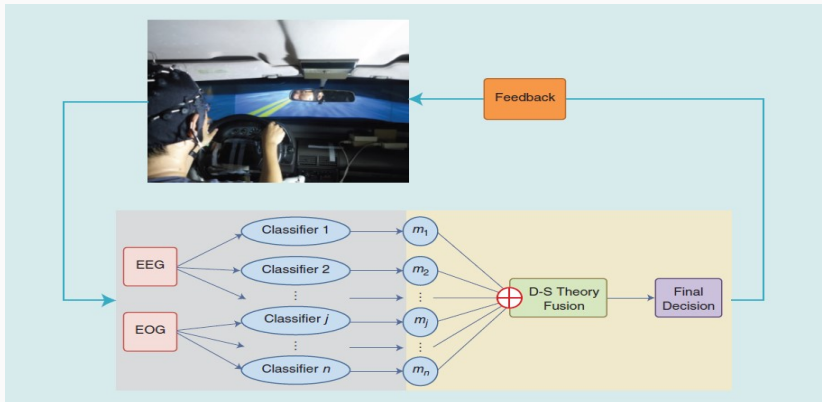 Feedback
Classifier 1
m1
EEG
Classifier 2
m2
⋮
⋮
D-S Theory
Fusion
Final
Decision
EOG
Classifier j
mj
⋮
⋮
Classifier n
mn